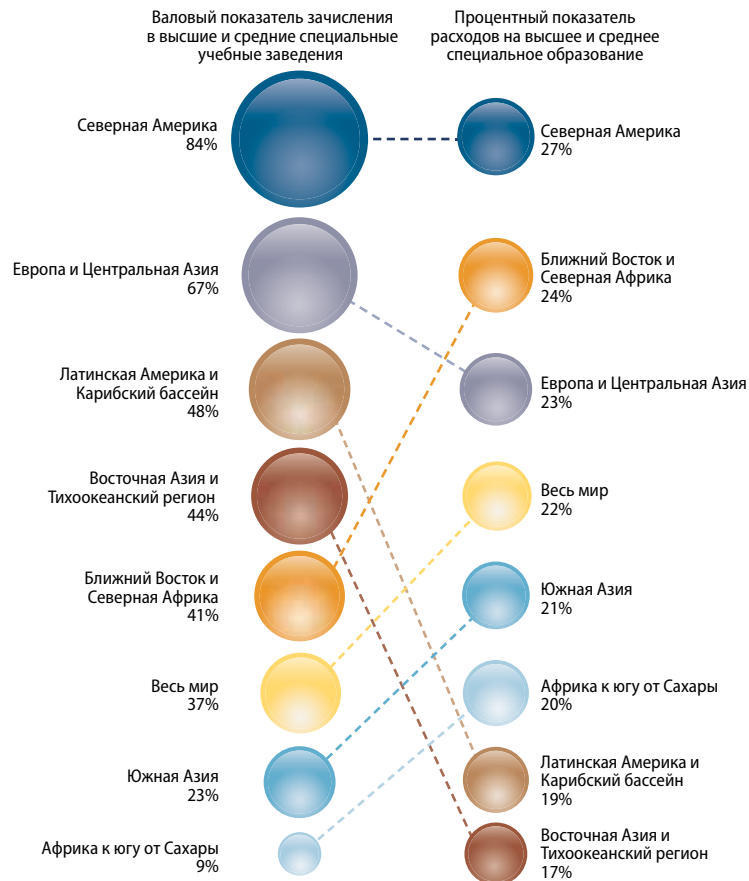 Валовый показатель зачисления
в высшие и средние специальные
учебные заведения
Процентный показатель
расходов на высшее и среднее
специальное образование
Северная Америка
84%
Северная Америка
27%
Европа и Центральная Азия
67%
Ближний Восток и
Северная Африка
24%
Латинская Америка и
Карибский бассейн
48%
Европа и Центральная Азия
23%
Восточная Азия и
Тихоокеанский регион
44%
Весь мир
22%
Ближний Восток и
Северная Африка
41%
Южная Азия
21%
Весь мир
37%
Африка к югу от Сахары
20%
Южная Азия
23%
Латинская Америка и
Карибский бассейн
19%
Африка к югу от Сахары
9%
Восточная Азия и
Тихоокеанский регион
17%